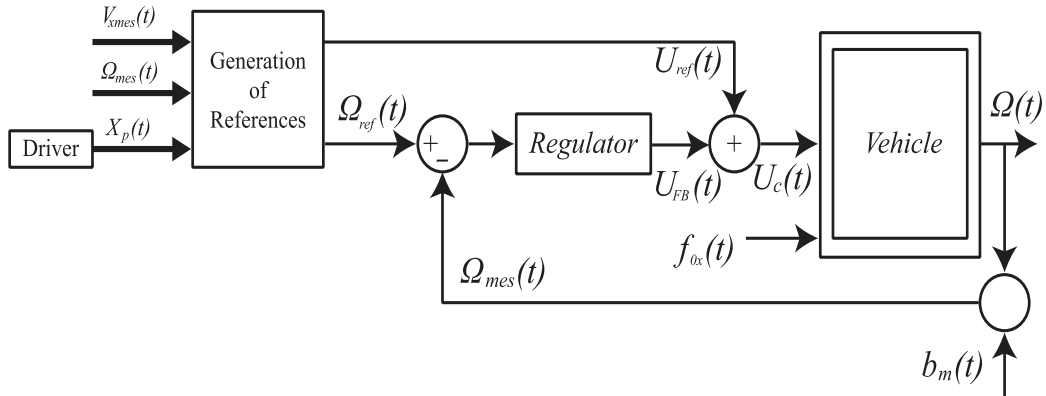 V_xmes(t)
Ω_mes(t)
X_p(t)
Driver
Generation
of
References
Ω_ref(t)
U_ref(t)
+
−
Regulator
U_FB(t)
+
U_c(t)
Vehicle
Ω(t)
f_0x(t)
Ω_mes(t)
b_m(t)